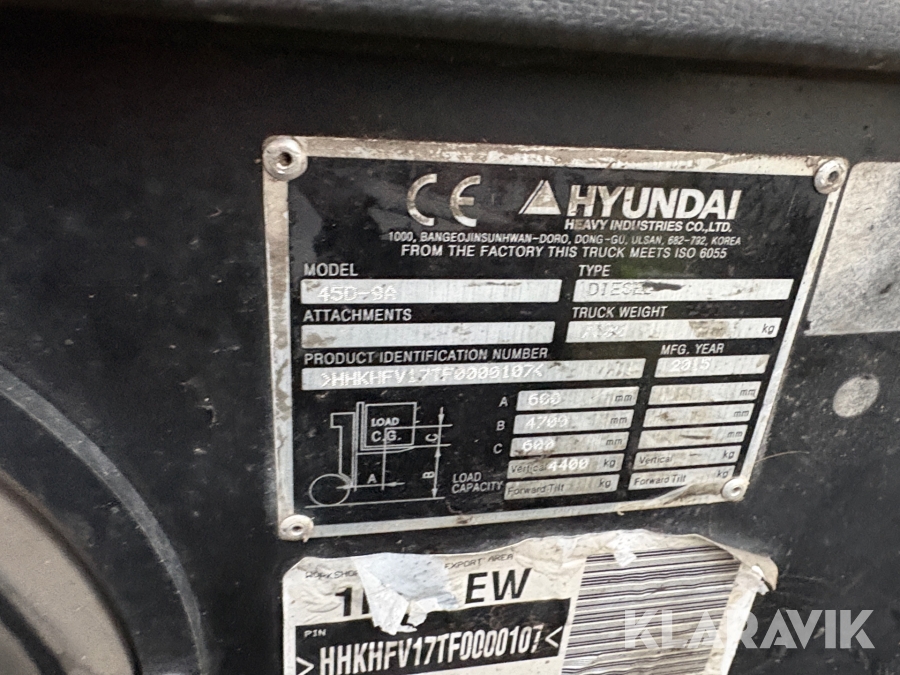 CE HYUNDAI
HEAVY INDUSTRIES CO.,LTD.
1000, BANGEOJINSUNHWAN-DORO, DONG-GU, ULSAN, 682-792, KOREA
FROM THE FACTORY THIS TRUCK MEETS ISO 6055
MODEL TYPE
45D-9A DIESEL
ATTACHMENTS TRUCK WEIGHT
kg
PRODUCT IDENTIFICATION NUMBER MFG. YEAR
>HHKHFV17TF0000107< 2015
A 600 mm mm
B 4700 mm mm
C 600 mm mm
LOAD
C.G.
C
A
B
LOAD
CAPACITY
Vertical 4400 kg Vertical kg
Forward Tilt kg Forward Tilt kg
EXPORT AREA
EW
PIN
>HHKHFV17TF0000107<
KLARAVIK